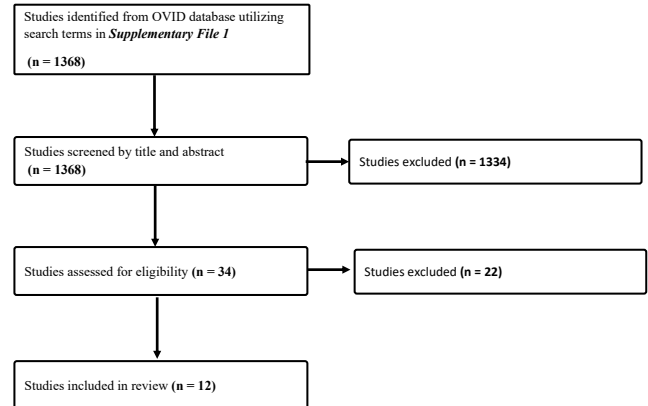 Studies identified from OVID database utilizing
search terms in Supplementary File 1
(n = 1368)
Studies screened by title and abstract
(n = 1368)
Studies excluded (n = 1334)
Studies assessed for eligibility (n = 34)
Studies excluded (n = 22)
Studies included in review (n = 12)